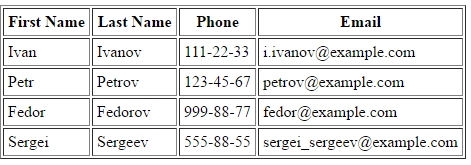 First Name Last Name Phone Email
Ivan Ivanov 111-22-33 i.ivanov@example.com
Petr Petrov 123-45-67 petrov@example.com
Fedor Fedorov 999-88-77 fedor@example.com
Sergei Sergeev 555-88-55 sergei_sergeev@example.com